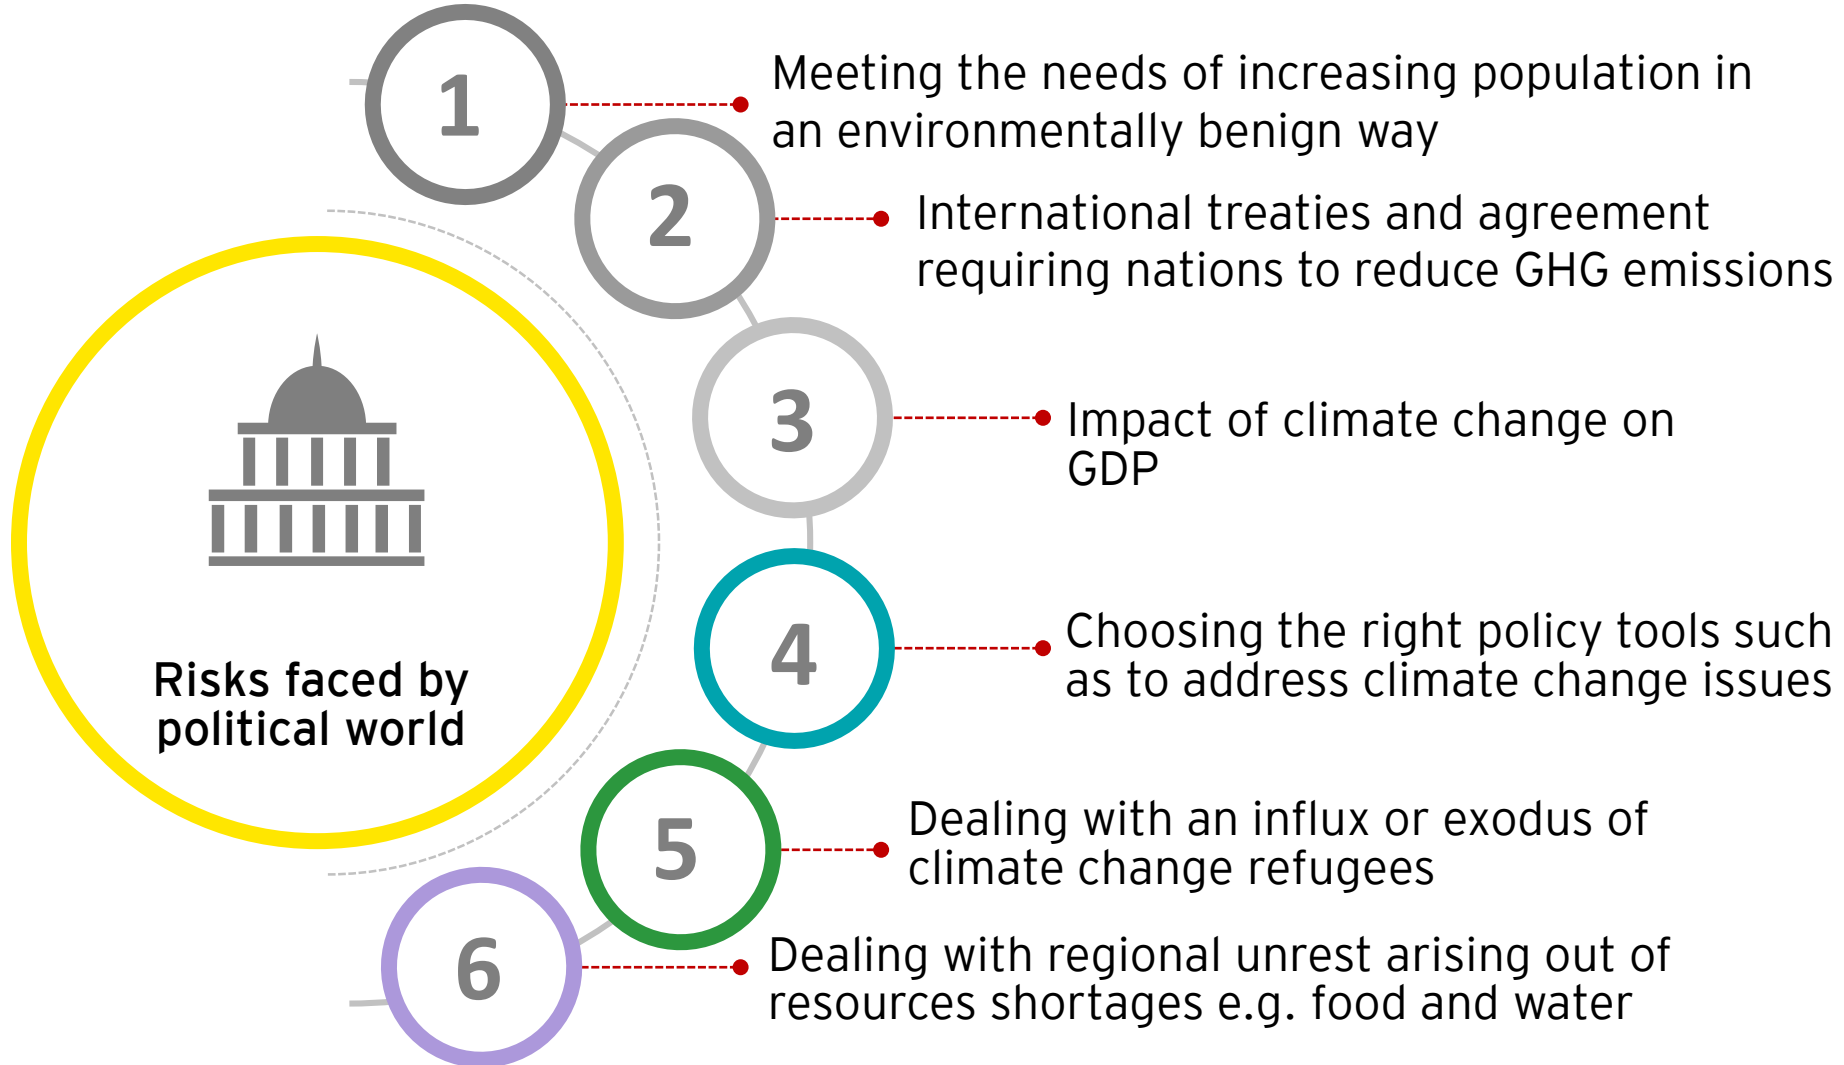 1
Meeting the needs of increasing population in
an environmentally benign way
2
International treaties and agreement
requiring nations to reduce GHG emissions
3
Impact of climate change on
GDP
4
Choosing the right policy tools such
as to address climate change issues
Risks faced by
political world
5
Dealing with an influx or exodus of
climate change refugees
6
Dealing with regional unrest arising out of
resources shortages e.g. food and water